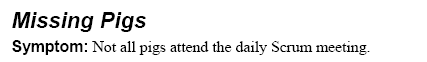 Missing Pigs
Symptom: Not all pigs attend the daily Scrum meeting.